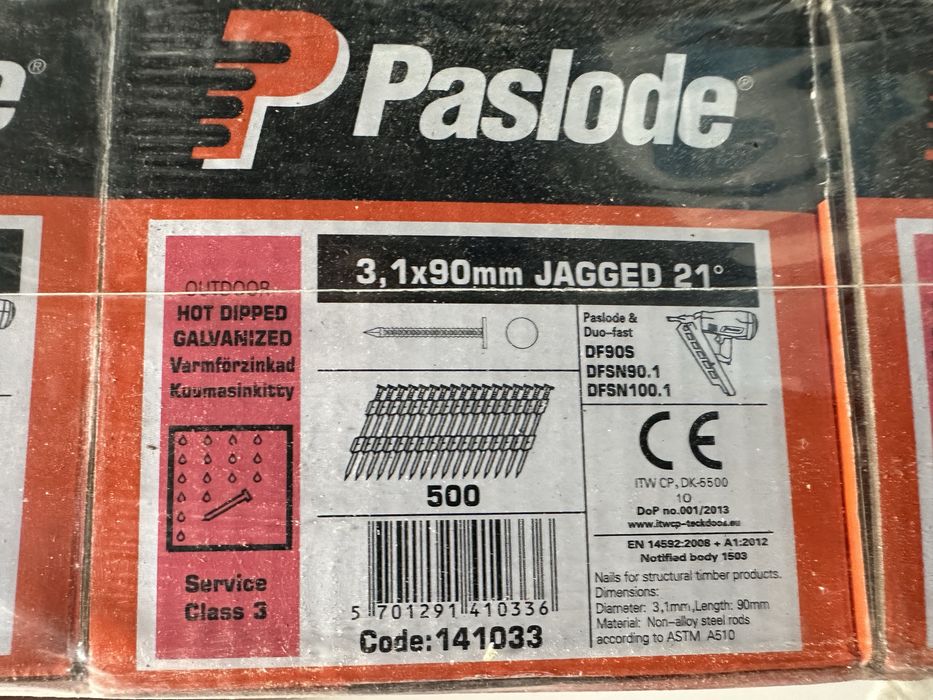 e®
Paslode®
3,1x90mm JAGGED 21°
OUTDOOR
HOT DIPPED
GALVANIZED
Varmförzinkad
Kuumasinkitty
Service
Class 3
500
5 701291 410336
Code:141033
Paslode &
Duo-fast
DF90S
DFSN90.1
DFSN100.1
CE
ITW CP, DK-5500
10
DoP no.001/2013
www.itwcp-teckdocs.eu
EN 14592:2008 + A1:2012
Notified body 1503
Nails for structural timber products.
Dimensions:
Diameter: 3,1mm,Length: 90mm
Material: Non-alloy steel rods
according to ASTM A510